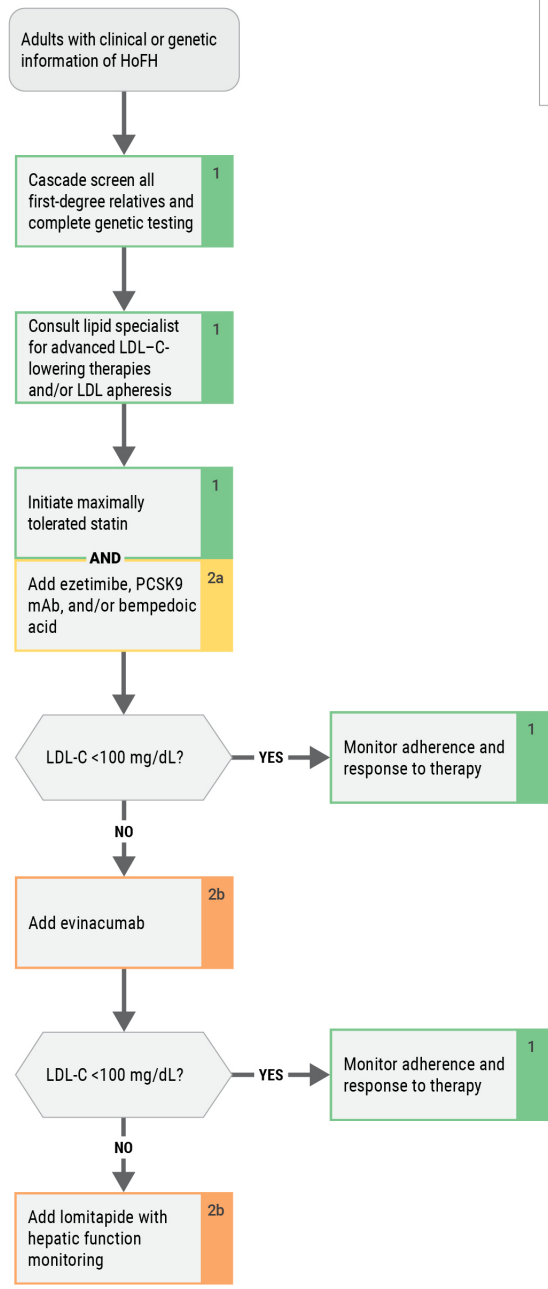 Adults with clinical or genetic
information of HoFH
1
Cascade screen all
first-degree relatives and
complete genetic testing
1
Consult lipid specialist
for advanced LDL–C-
lowering therapies
and/or LDL apheresis
1
Initiate maximally
tolerated statin
AND
2a
Add ezetimibe, PCSK9
mAb, and/or bempedoic
acid
LDL-C <100 mg/dL?
YES
1
Monitor adherence and
response to therapy
NO
2b
Add evinacumab
LDL-C <100 mg/dL?
YES
1
Monitor adherence and
response to therapy
NO
2b
Add lomitapide with
hepatic function
monitoring